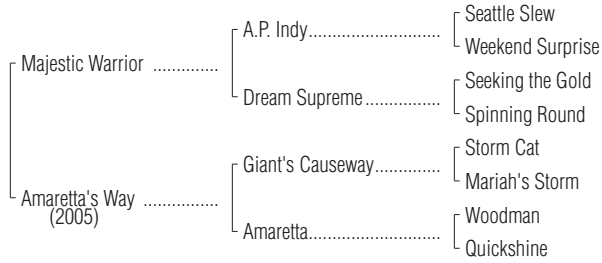 Seattle Slew
A.P. Indy............................
Weekend Surprise
Majestic Warrior ..............
Seeking the Gold
Dream Supreme................
Spinning Round
Storm Cat
Giant's Causeway..............
Mariah's Storm
Amaretta's Way ................
(2005)
Woodman
Amaretta............................
Quickshine